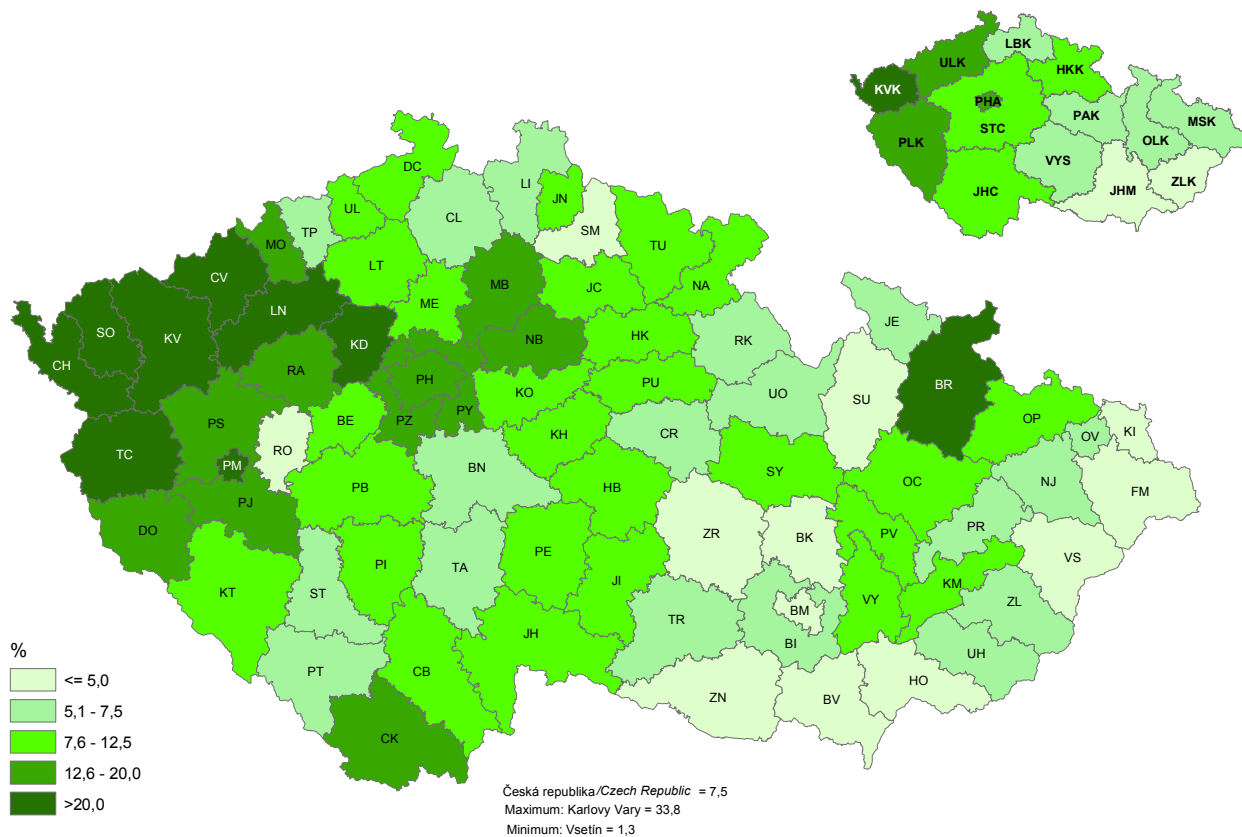 LBK
ULK
HKK
KVK
PHA
PAK
MSK
STC
OLK
PLK
VYS
JHC
JHM
ZLK
DC
LI
UL
JN
CL
TP
SM
MO
TU
LT
CV
MB
JC
NA
ME
LN
SO
KV
NB
HK
JE
KD
RK
CH
RA
PH
PU
BR
KO
UO
SU
PS
BE
PZ
PY
OP
KI
RO
KH
CR
OV
TC
PM
BN
SY
OC
NJ
FM
PB
HB
PJ
PR
DO
ZR
BK
PV
VS
PI
TA
PE
JI
KM
KT
ST
VY
ZL
BM
TR
JH
BI
UH
PT
CB
HO
ZN
BV
CK
%
<= 5,0
5,1 - 7,5
7,6 - 12,5
12,6 - 20,0
>20,0
Česká republika/Czech Republic = 7,5
Maximum: Karlovy Vary = 33,8
Minimum: Vsetín = 1,3